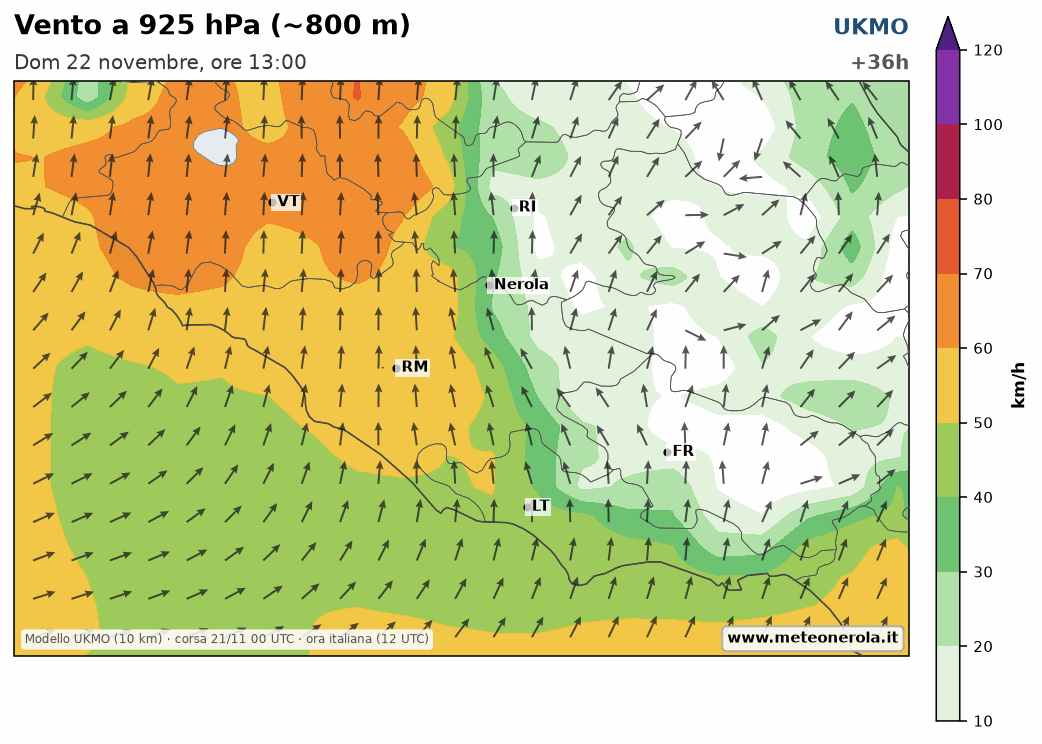 Vento a 925 hPa (~800 m)
UKMO
Dom 22 novembre, ore 13:00
+36h
120
100
80
70
60
50
40
30
20
10
km/h
VT
RI
Nerola
RM
FR
LT
Modello UKMO (10 km) · corsa 21/11 00 UTC · ora italiana (12 UTC)
www.meteonerola.it